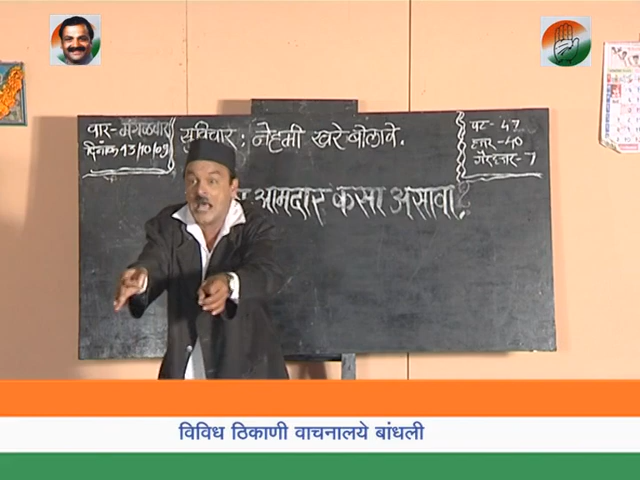 वार- मंगळवार
दिनांक 13/10/09
सुविचार : नेहमी खरे बोलावे.
पट- 47
हजर- 40
गैरहजर- 7
आमदार कसा असावा?
विविध ठिकाणी वाचनालये बांधली